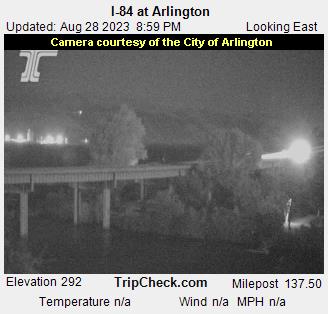 I-84 at Arlington
Updated: Aug 28 2023 8:59 PM Looking East
Camera courtesy of the City of Arlington
Elevation 292 TripCheck.com Milepost 137.50
Temperature n/a Wind n/a MPH n/a